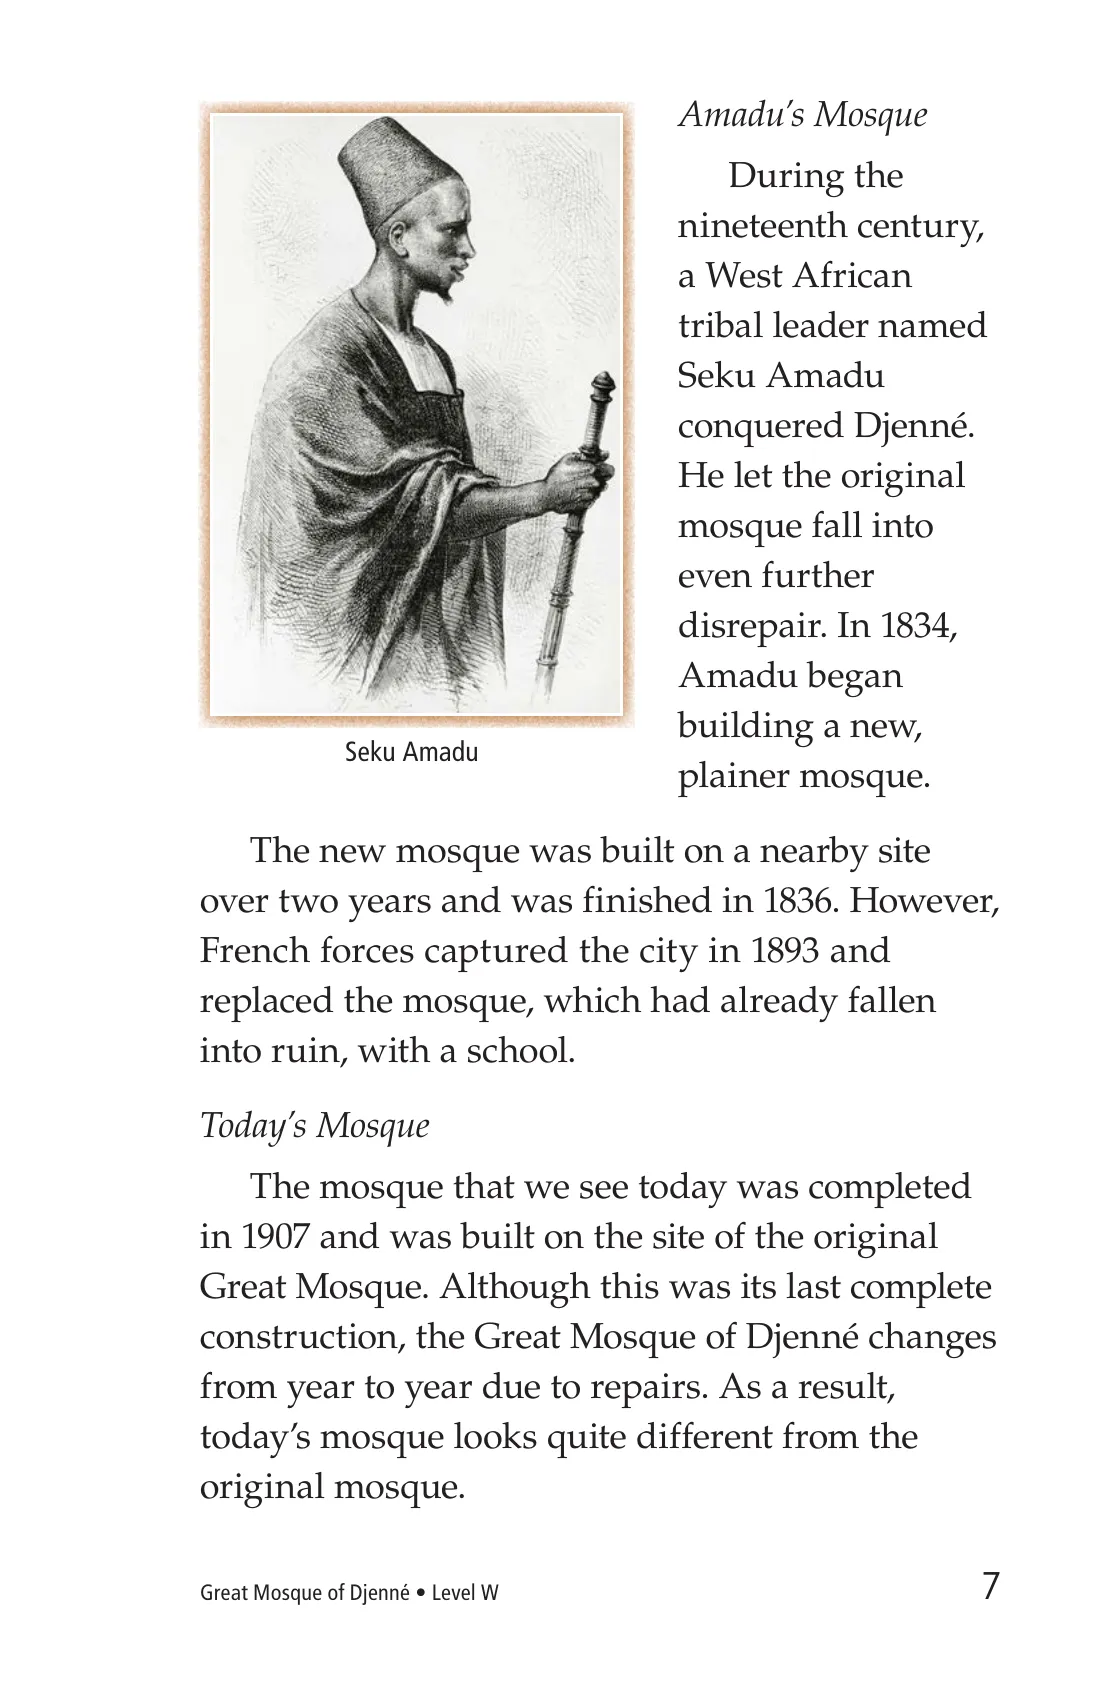 Amadu's Mosque
During the
nineteenth century,
a West African
tribal leader named
Seku Amadu
conquered Djenné.
He let the original
mosque fall into
even further
disrepair. In 1834,
Amadu began
building a new,
plainer mosque.
Seku Amadu
The new mosque was built on a nearby site
over two years and was finished in 1836. However,
French forces captured the city in 1893 and
replaced the mosque, which had already fallen
into ruin, with a school.
Today's Mosque
The mosque that we see today was completed
in 1907 and was built on the site of the original
Great Mosque. Although this was its last complete
construction, the Great Mosque of Djenné changes
from year to year due to repairs. As a result,
today's mosque looks quite different from the
original mosque.
Great Mosque of Djenné • Level W
7